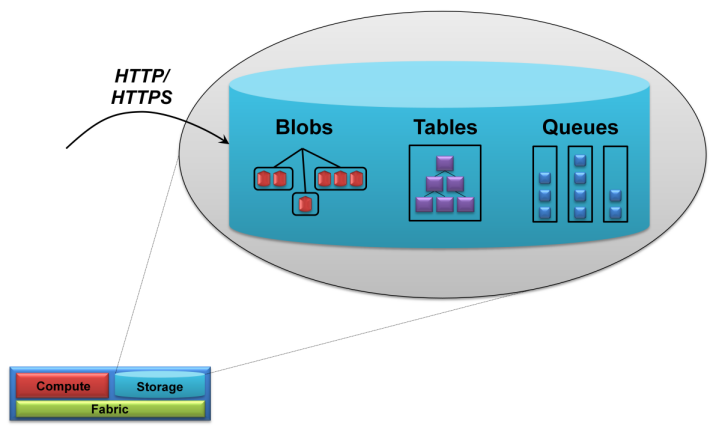 HTTP/
HTTPS
Blobs
Tables
Queues
Compute
Storage
Fabric